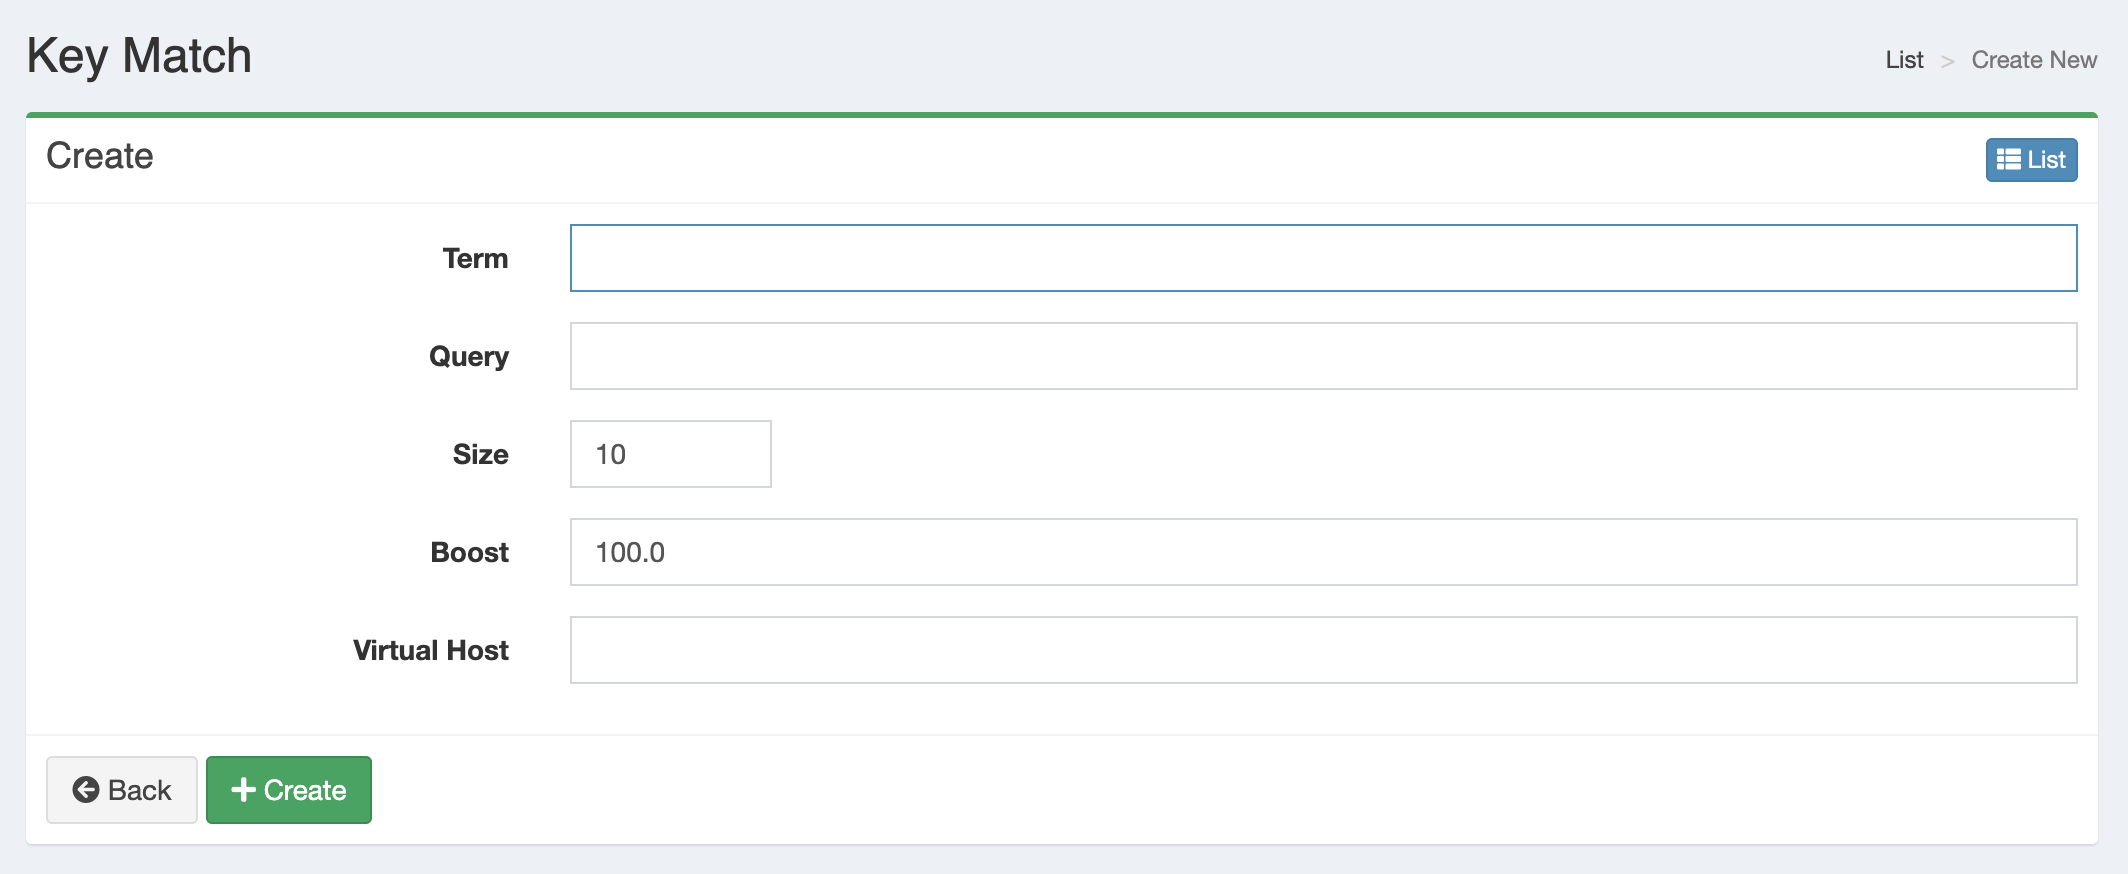 Key Match
List > Create New
Create
List
Term
Query
Size
10
Boost
100.0
Virtual Host
Back
Create